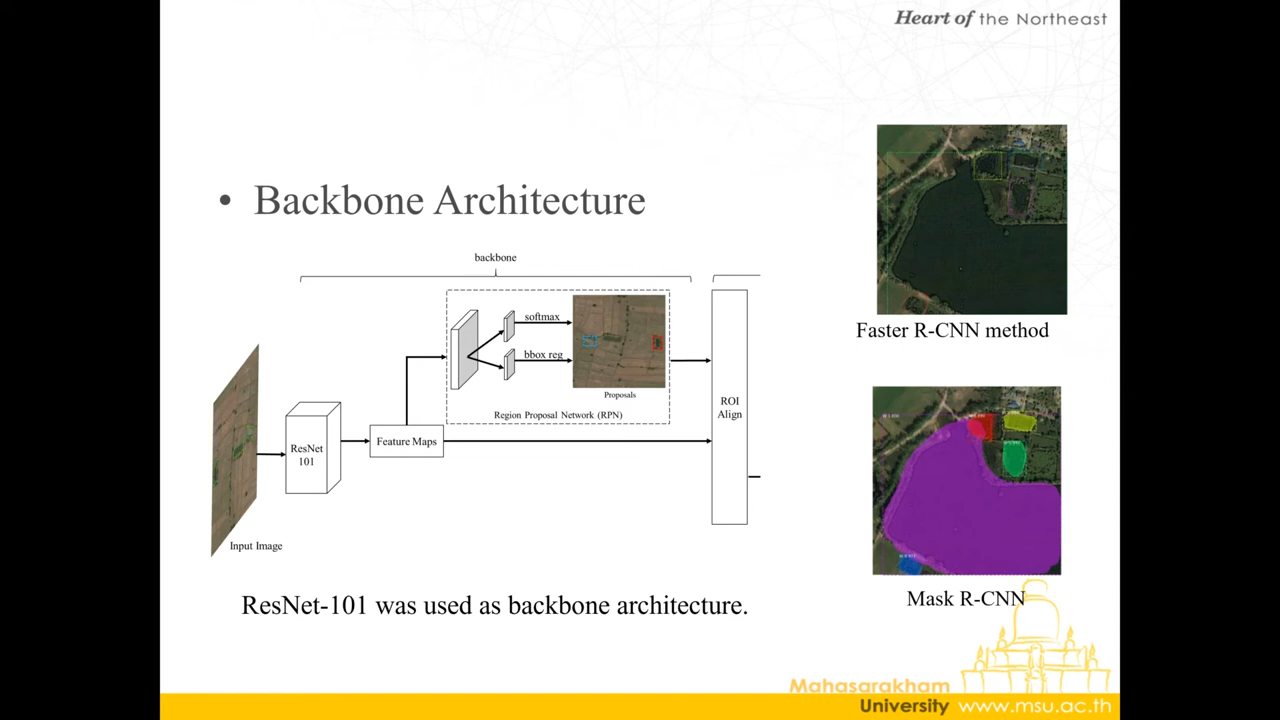 Heart of the Northeast
• Backbone Architecture
backbone
softmax
bbox reg
Proposals
Region Proposal Network (RPN)
ROI
Align
ResNet
101
Feature Maps
Input Image
ResNet-101 was used as backbone architecture.
Faster R-CNN method
Mask R-CNN
Mahasarakham
University www.msu.ac.th